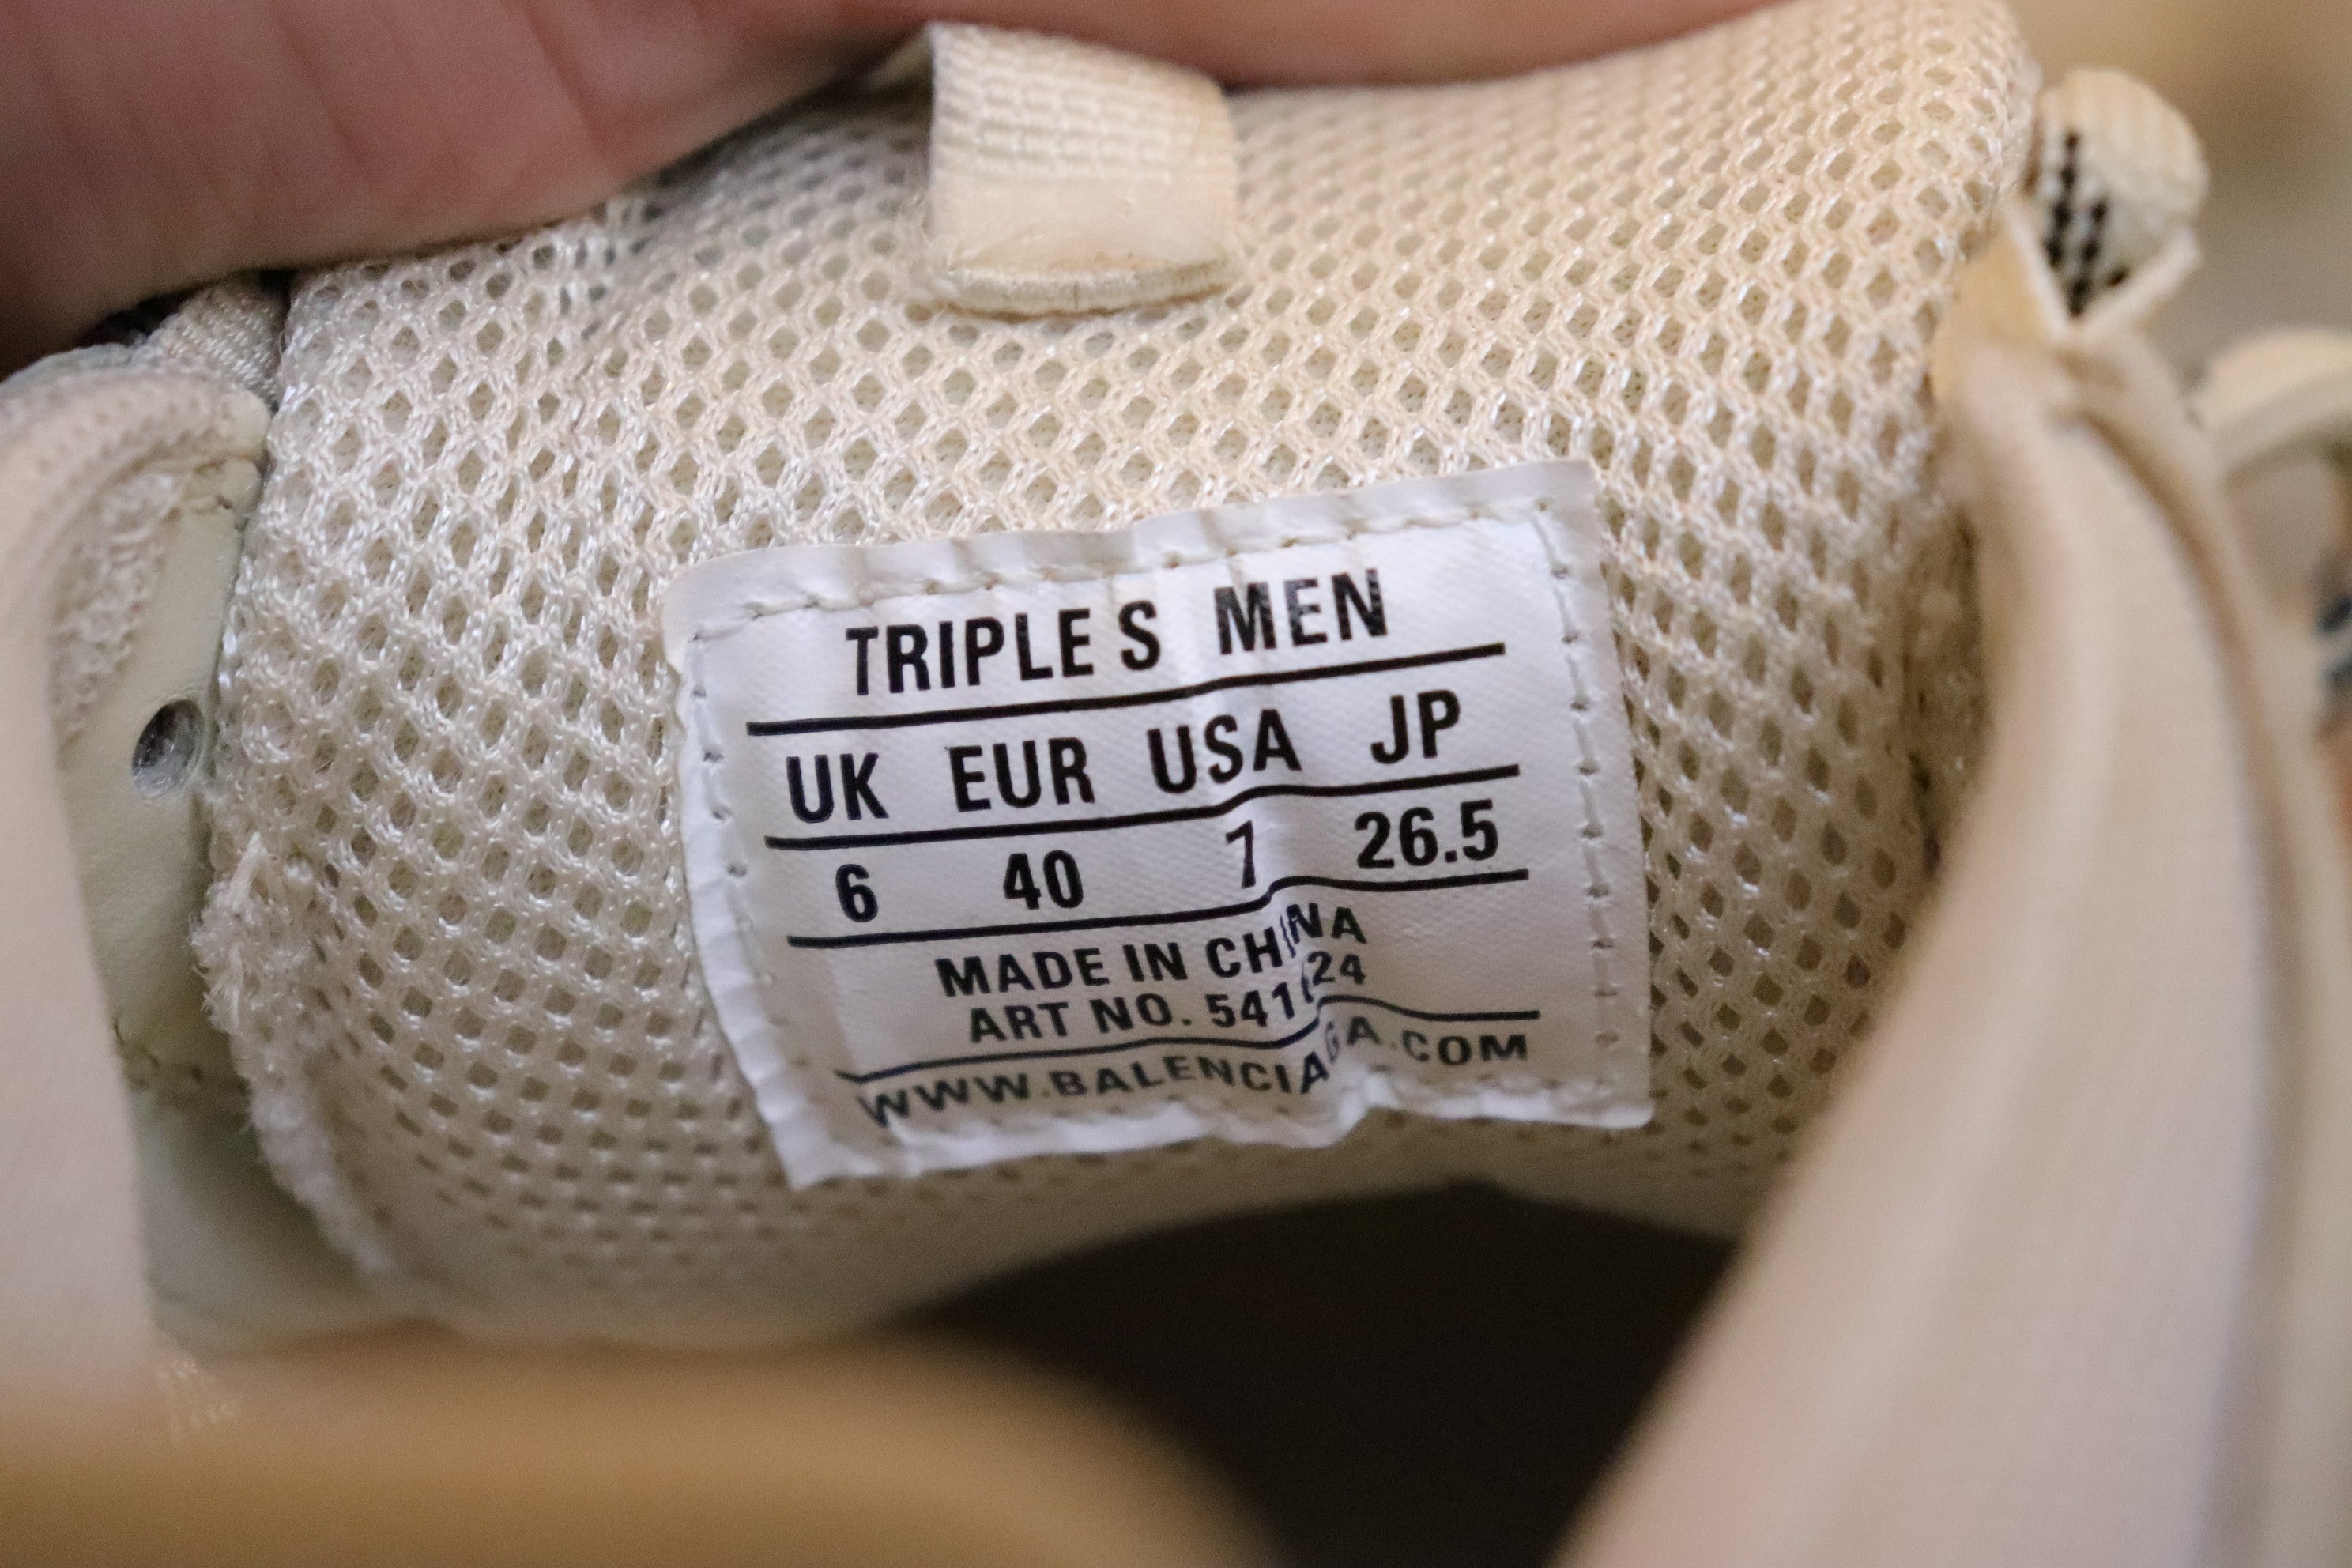 TRIPLE S MEN
UK EUR USA JP
6 40 7 26.5
MADE IN CHINA
ART NO.
WWW.BALENCIAGA.COM